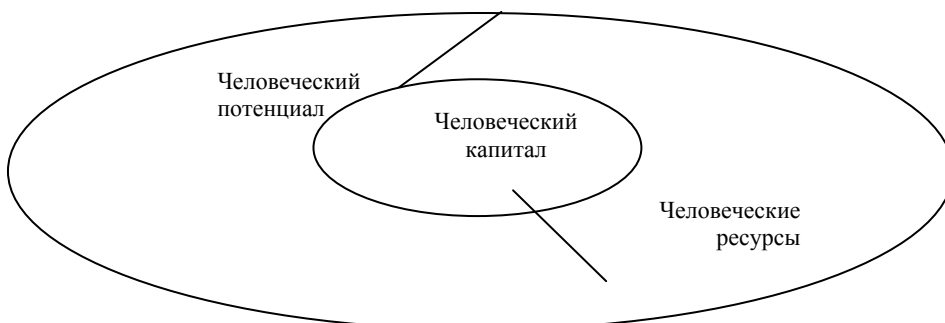 Человеческий
потенциал
Человеческий
капитал
Человеческие
ресурсы